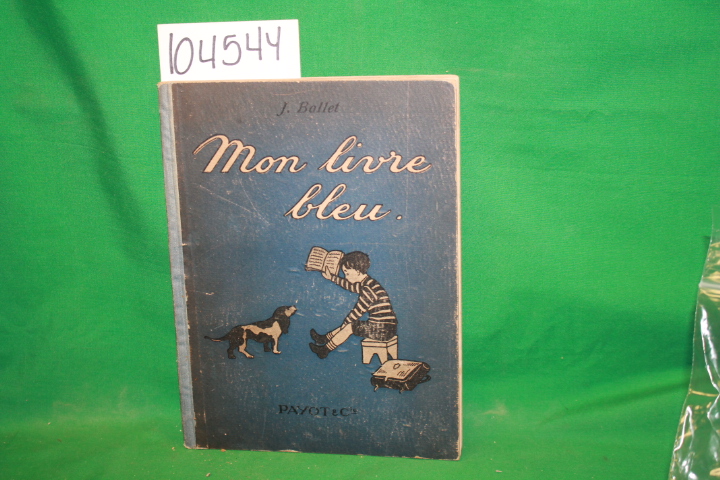 104544
J. Ballet
Mon livre
bleu.
PAYOT & Cie